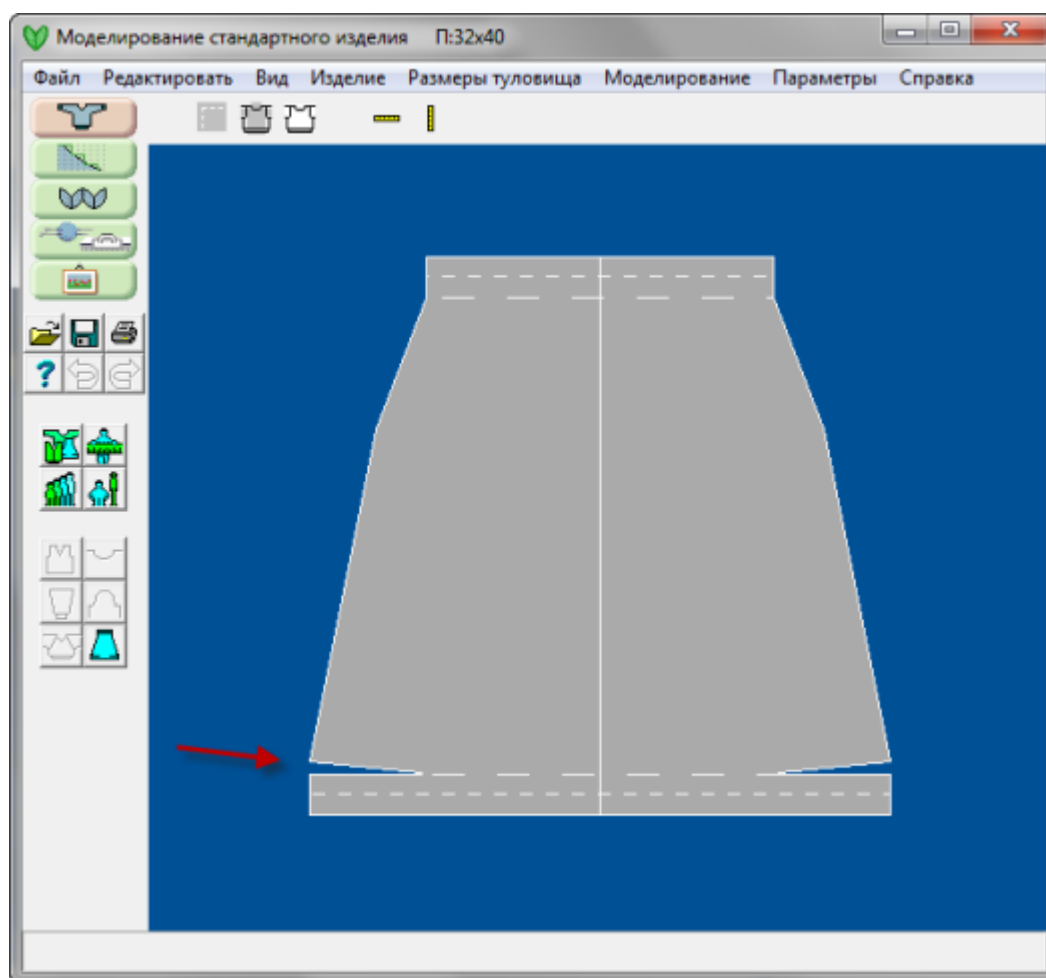 Моделирование стандартного изделия П:32x40
Файл Редактировать Вид Изделие Размеры туловища Моделирование Параметры Справка